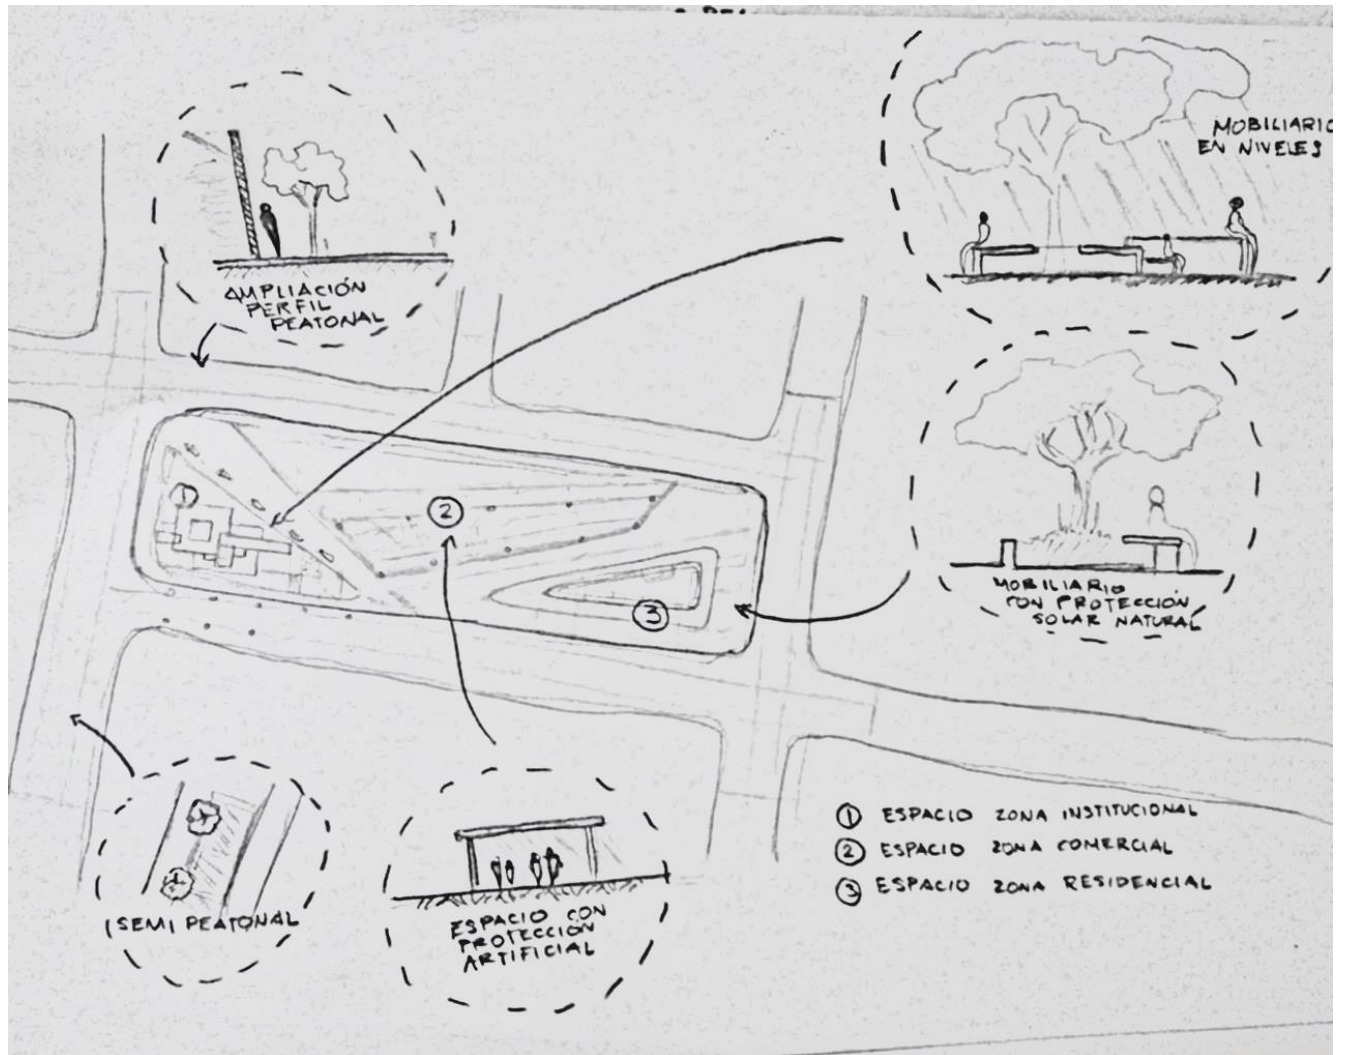 MOBILIARIO
EN NIVELES
AMPLIACIÓN
PERFIL
PEATONAL
1
2
3
MOBILIARIO
CON PROTECCIÓN
SOLAR NATURAL
(SEMI PEATONAL
ESPACIO CON
PROTECCIÓN
ARTIFICIAL
1 ESPACIO ZONA INSTITUCIONAL
2 ESPACIO ZONA COMERCIAL
3 ESPACIO ZONA RESIDENCIAL